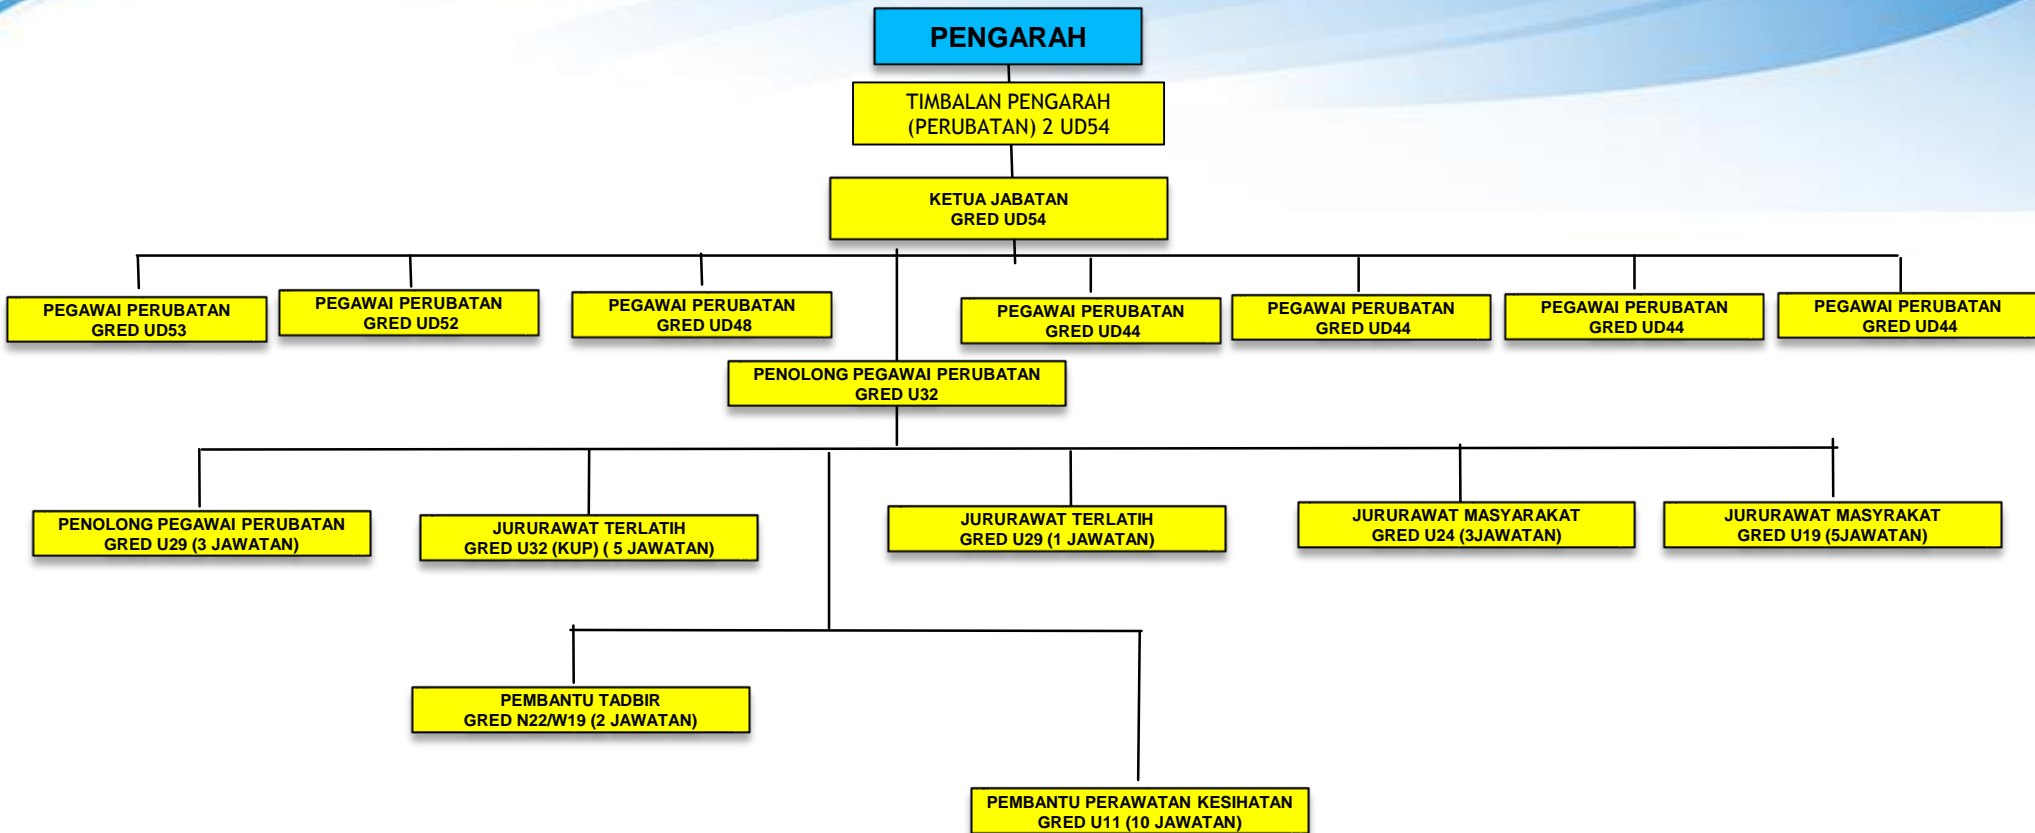 PENGARAH
TIMBALAN PENGARAH
(PERUBATAN) 2 UD54
KETUA JABATAN
GRED UD54
PEGAWAI PERUBATAN
GRED UD53
PEGAWAI PERUBATAN
GRED UD52
PEGAWAI PERUBATAN
GRED UD48
PEGAWAI PERUBATAN
GRED UD44
PEGAWAI PERUBATAN
GRED UD44
PEGAWAI PERUBATAN
GRED UD44
PEGAWAI PERUBATAN
GRED UD44
PENOLONG PEGAWAI PERUBATAN
GRED U32
PENOLONG PEGAWAI PERUBATAN
GRED U29 (3 JAWATAN)
JURURAWAT TERLATIH
GRED U32 (KUP) ( 5 JAWATAN)
JURURAWAT TERLATIH
GRED U29 (1 JAWATAN)
JURURAWAT MASYARAKAT
GRED U24 (3JAWATAN)
JURURAWAT MASYRAKAT
GRED U19 (5JAWATAN)
PEMBANTU TADBIR
GRED N22/W19 (2 JAWATAN)
PEMBANTU PERAWATAN KESIHATAN
GRED U11 (10 JAWATAN)